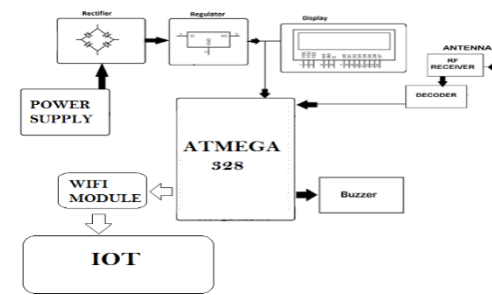 Rectifier
Regulator
Display
ANTENNA
RF
RECEIVER
DECODER
POWER
SUPPLY
ATMEGA
328
WIFI
MODULE
Buzzer
IOT